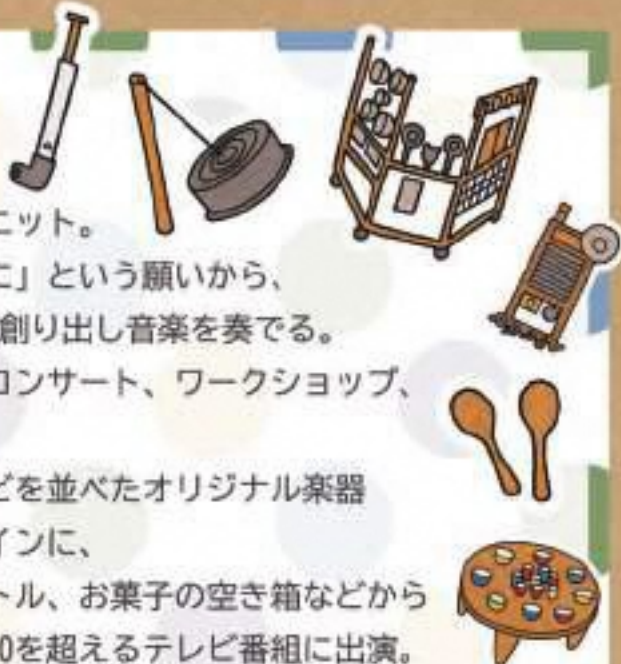 ニット。
に」という願いから、
創り出し音楽を奏でる。
コンサート、ワークショップ、
どを並べたオリジナル楽器
インに、
トル、お菓子の空き箱などから
0を超えるテレビ番組に出演。